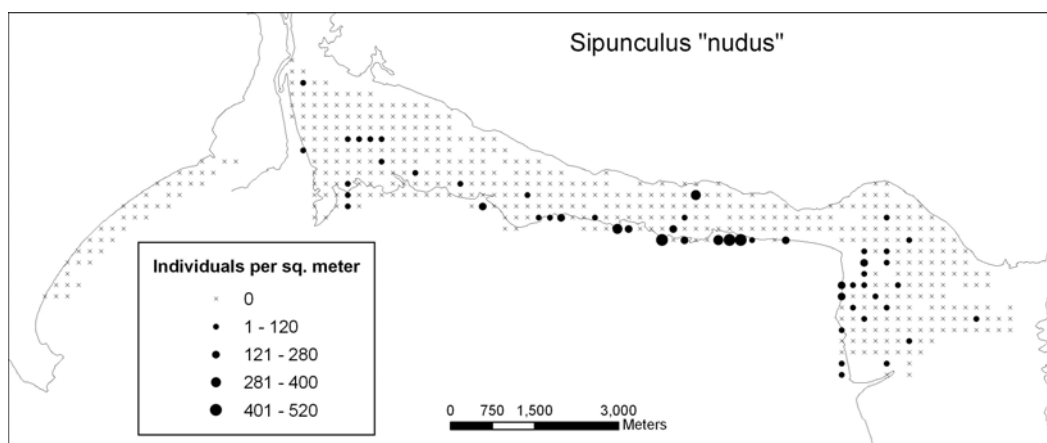 Sipunculus "nudus"
Individuals per sq. meter
0
1 - 120
121 - 280
281 - 400
401 - 520
0 750 1,500 3,000
Meters